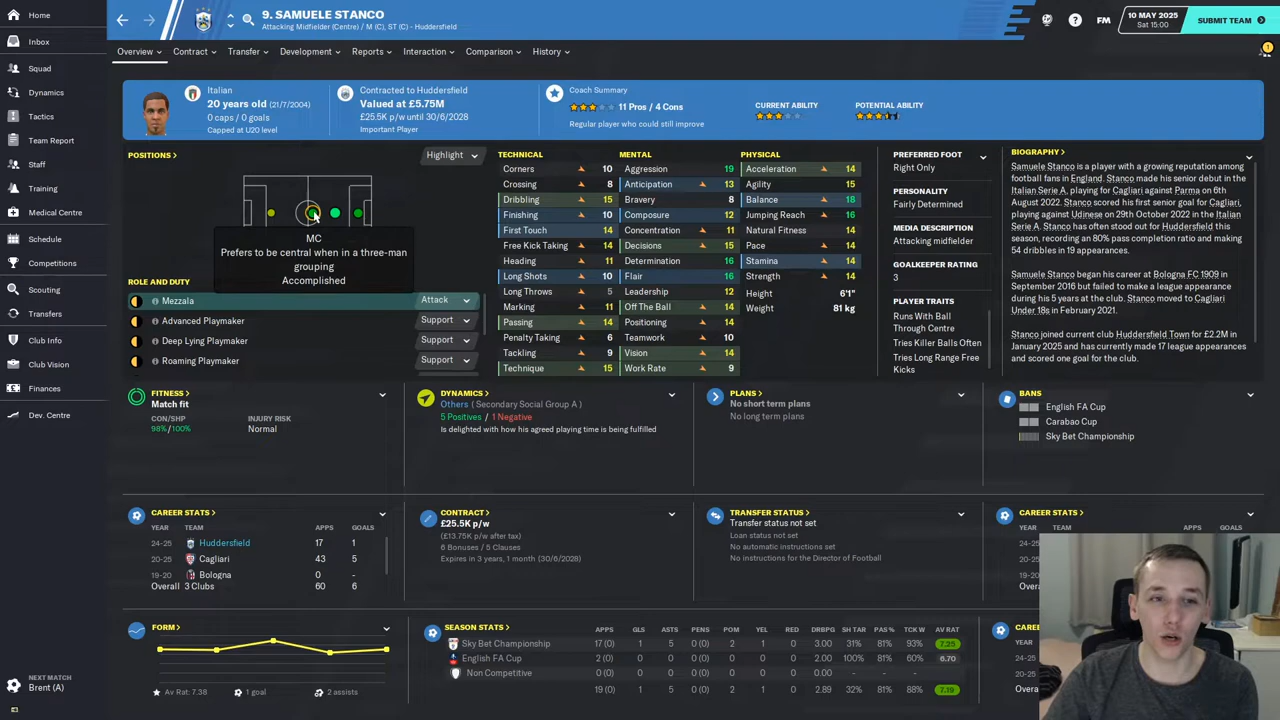 Home
Inbox
Squad
Dynamics
Tactics
Team Report
Staff
Training
Medical Centre
Schedule
Competitions
Scouting
Transfers
Club Info
Club Vision
Finances
Dev. Centre
NEXT MATCH
Brent (A)
9. SAMUELE STANCO
Attacking Midfielder (Centre) / M (C), ST (C) - Huddersfield
FM
10 MAY 2025
Sat 15:00
SUBMIT TEAM
Overview
Contract
Transfer
Development
Reports
Interaction
Comparison
History
1
Italian
20 years old (21/7/2004)
0 caps / 0 goals
Capped at U20 level
Contracted to Huddersfield
Valued at £5.75M
£25.5K p/w until 30/6/2028
Important Player
Coach Summary
11 Pros / 4 Cons
Regular player who could still improve
CURRENT ABILITY
POTENTIAL ABILITY
POSITIONS
Highlight
MC
Prefers to be central when in a three-man
grouping
Accomplished
ROLE AND DUTY
Mezzala Attack
Advanced Playmaker Support
Deep Lying Playmaker Support
Roaming Playmaker Support
TECHNICAL
Corners 10
Crossing 8
Dribbling 15
Finishing 10
First Touch 14
Free Kick Taking 14
Heading 11
Long Shots 10
Long Throws 5
Marking 11
Passing 14
Penalty Taking 6
Tackling 9
Technique 15
MENTAL
Aggression 19
Anticipation 13
Bravery 8
Composure 12
Concentration 11
Decisions 15
Determination 16
Flair 16
Leadership 12
Off The Ball 14
Positioning 14
Teamwork 10
Vision 14
Work Rate 9
PHYSICAL
Acceleration 14
Agility 15
Balance 18
Jumping Reach 16
Natural Fitness 14
Pace 14
Stamina 14
Strength 14
Height 6'1"
Weight 81 kg
PREFERRED FOOT
Right Only
PERSONALITY
Fairly Determined
MEDIA DESCRIPTION
Attacking midfielder
GOALKEEPER RATING
3
PLAYER TRAITS
Runs With Ball
Through Centre
Tries Killer Balls Often
Tries Long Range Free
Kicks
BIOGRAPHY
Samuele Stanco is a player with a growing reputation among
football fans in England. Stanco made his senior debut in the
Italian Serie A, playing for Cagliari against Parma on 6th
August 2022. Stanco scored his first league goal for Cagliari,
playing against Udinese on 29th October 2022 in the Italian
Serie A. Stanco has often stood out for Huddersfield this
season, recording an 80% pass completion ratio and making
54 dribbles in 19 appearances.
Samuele Stanco began his career at Bologna FC 1909 in
September 2016 but failed to make a league appearance
during his 5 years at the club. Stanco moved to Cagliari
Under 18s in February 2021.
Stanco joined current club Huddersfield Town for £2.2M in
January 2025 and has currently made 17 league appearances
and scored one goal for the club.
FITNESS
Match fit
CON/SHP
98%/100%
INJURY RISK
Normal
DYNAMICS
Others ( Secondary Social Group A )
5 Positives / 1 Negative
Is delighted with how his agreed playing time is being fulfilled
PLANS
No short term plans
No long term plans
BANS
English FA Cup
Carabao Cup
Sky Bet Championship
CAREER STATS
YEAR TEAM APPS GOALS
24-25 Huddersfield 17 1
20-25 Cagliari 43 5
19-20 Bologna 0 -
Overall 3 Clubs 60 6
CONTRACT
£25.5K p/w
(£13.75K p/w after tax)
6 Bonuses / 5 Clauses
Expires in 3 years, 1 month (30/6/2028)
TRANSFER STATUS
Transfer status not set
Loan status not set
No automatic instructions set
No instructions for the Director of Football
CAREER STATS
YEAR TEAM APPS GOALS
24-25
20-25
19-20
Overall
FORM
Av Rat: 7.38
1 goal
2 assists
SEASON STATS APPS GLS ASTS PENS POM YEL RED DRBPG SH TAR PAS % TCK W AV RAT
Sky Bet Championship 17 (0) 1 5 0 (0) 2 1 0 3.00 31% 81% 93% 7.25
English FA Cup 2 (0) 0 0 0 (0) 0 0 0 2.00 100% 81% 60% 6.70
Non Competitive 0 (0) 0 0 0 (0) 0 0 0 0.00 - - - -
19 (0) 1 5 0 (0) 2 1 0 2.89 32% 81% 88% 7.19
YEAR
24-25